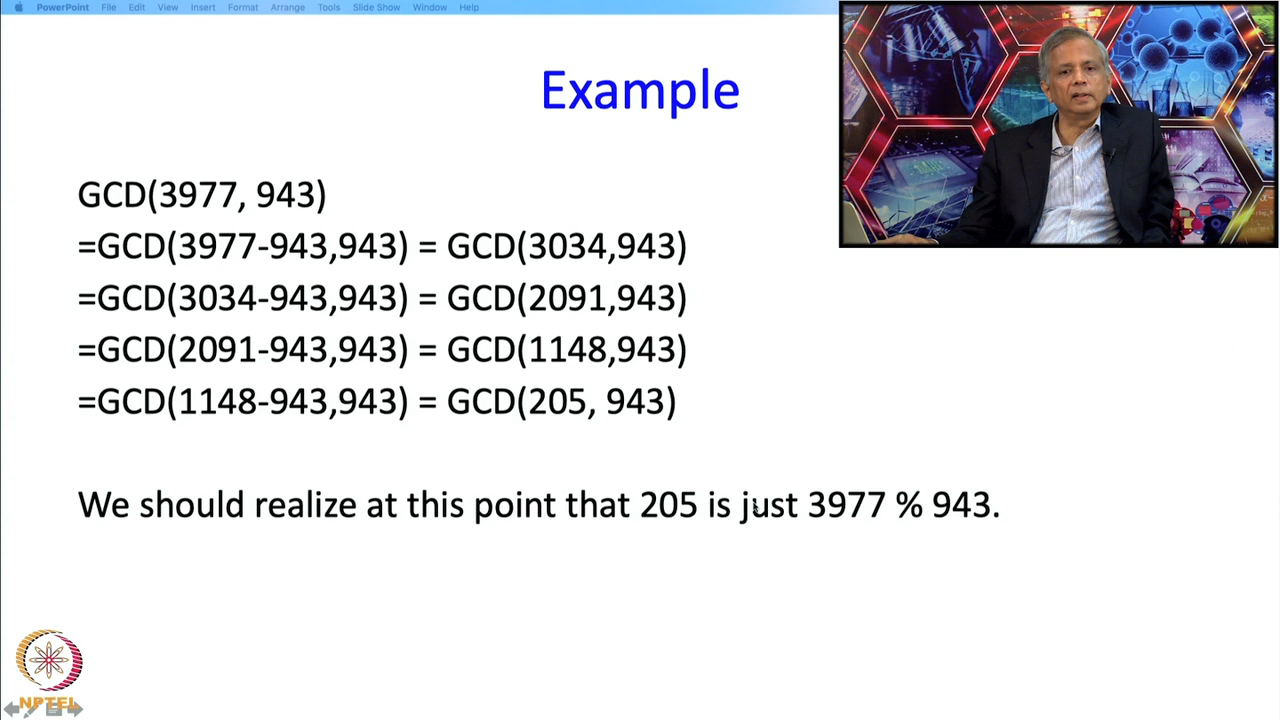 PowerPoint File Edit View Insert Format Arrange Tools Slide Show Window Help
Example
GCD(3977, 943)
=GCD(3977-943,943) = GCD(3034,943)
=GCD(3034-943,943) = GCD(2091,943)
=GCD(2091-943,943) = GCD(1148,943)
=GCD(1148-943,943) = GCD(205, 943)
We should realize at this point that 205 is just 3977 % 943.
NPTEL